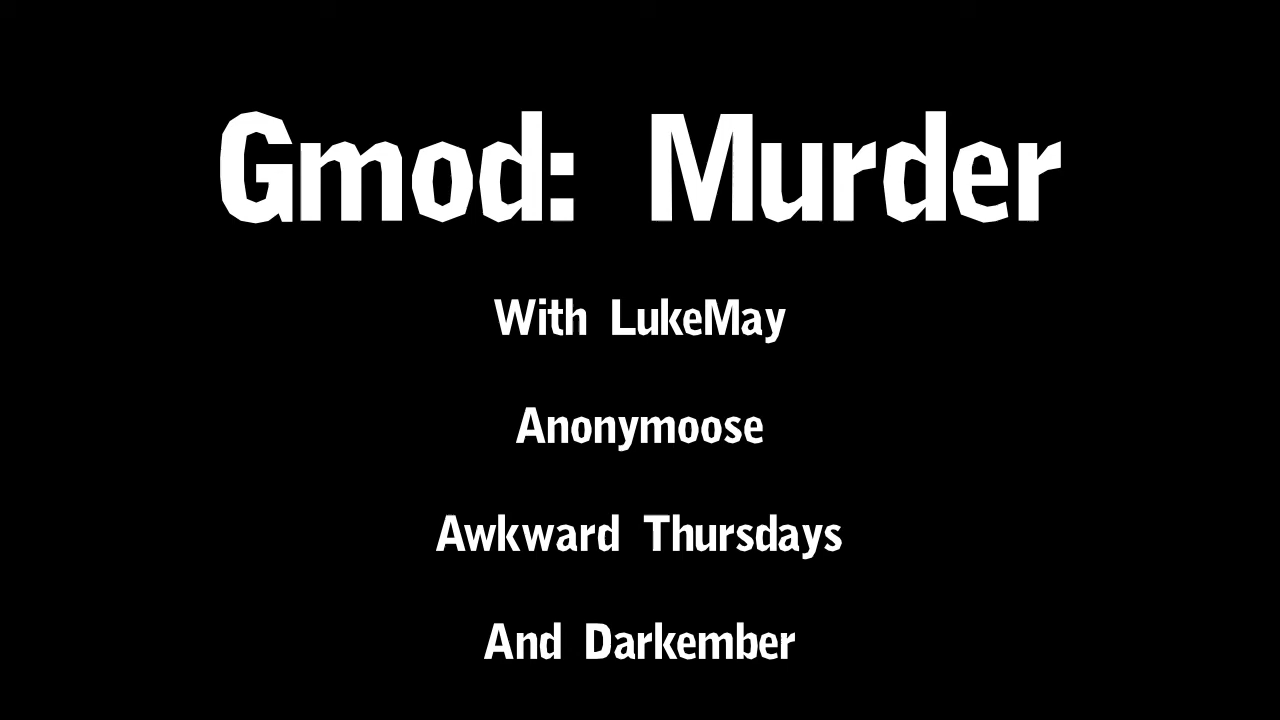 Gmod: Murder
With LukeMay
Anonymoose
Awkward Thursdays
And Darkember